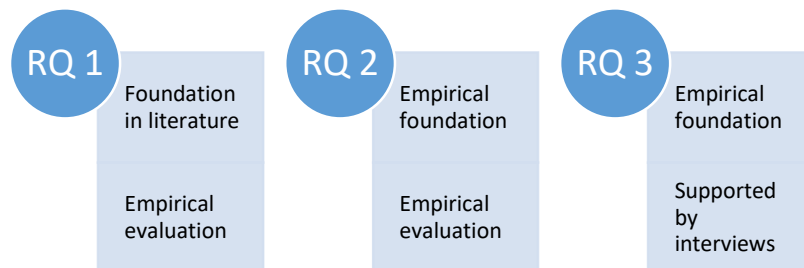 RQ 1
Foundation
in literature
Empirical
evaluation
RQ 2
Empirical
foundation
Empirical
evaluation
RQ 3
Empirical
foundation
Supported
by
interviews